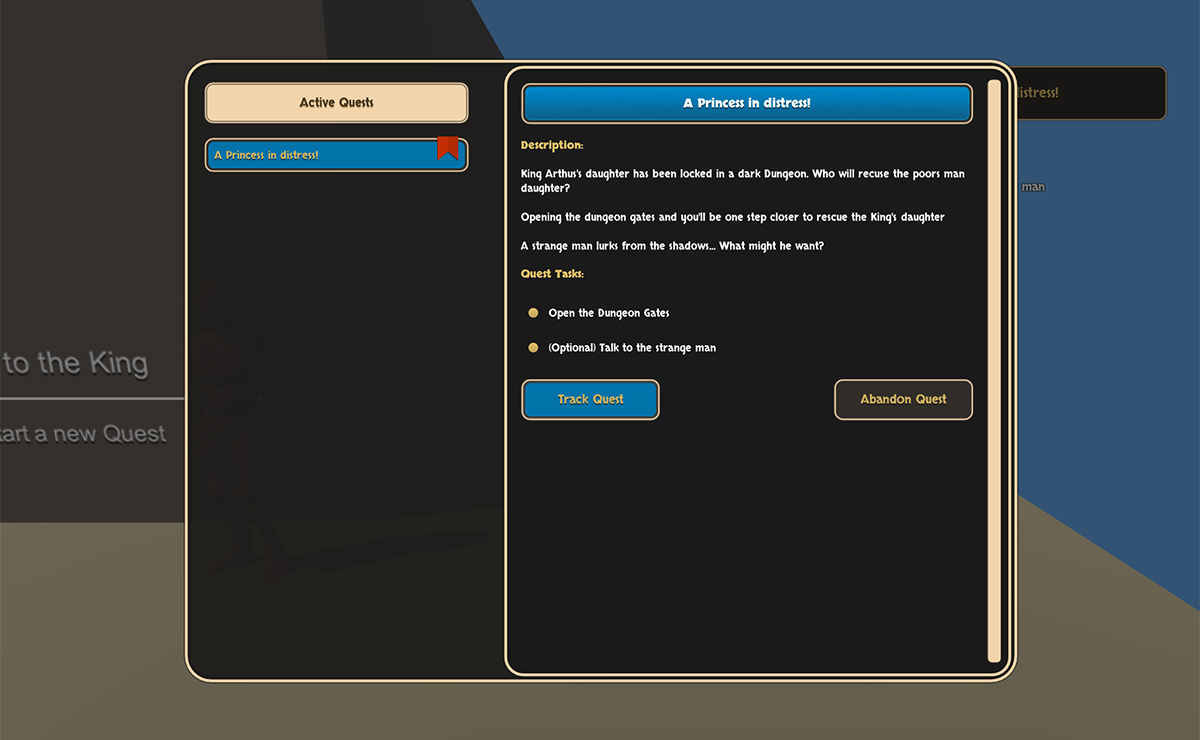 Active Quests
A Princess in distress!
A Princess in distress!
Description:
King Arthus's daughter has been locked in a dark Dungeon. Who will recuse the poors man
daughter?
Opening the dungeon gates and you'll be one step closer to rescue the King's daughter
A strange man lurks from the shadows... What might he want?
Quest Tasks:
Open the Dungeon Gates
(Optional) Talk to the strange man
Track Quest
Abandon Quest
to the King
a new Quest
man